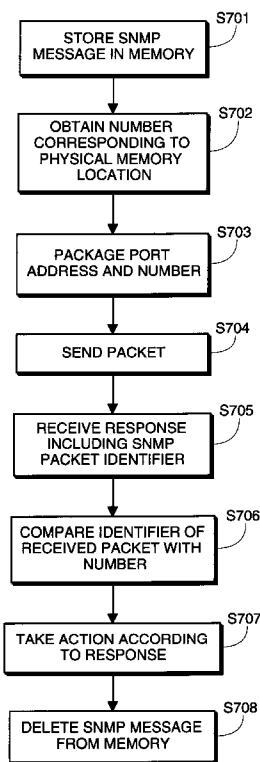 S701
STORE SNMP
MESSAGE IN MEMORY
S702
OBTAIN NUMBER
CORRESPONDING TO
PHYSICAL MEMORY
LOCATION
S703
PACKAGE PORT
ADDRESS AND NUMBER
S704
SEND PACKET
S705
RECEIVE RESPONSE
INCLUDING SNMP
PACKET IDENTIFIER
S706
COMPARE IDENTIFIER OF
RECEIVED PACKET WITH
NUMBER
S707
TAKE ACTION ACCORDING
TO RESPONSE
S708
DELETE SNMP MESSAGE
FROM MEMORY